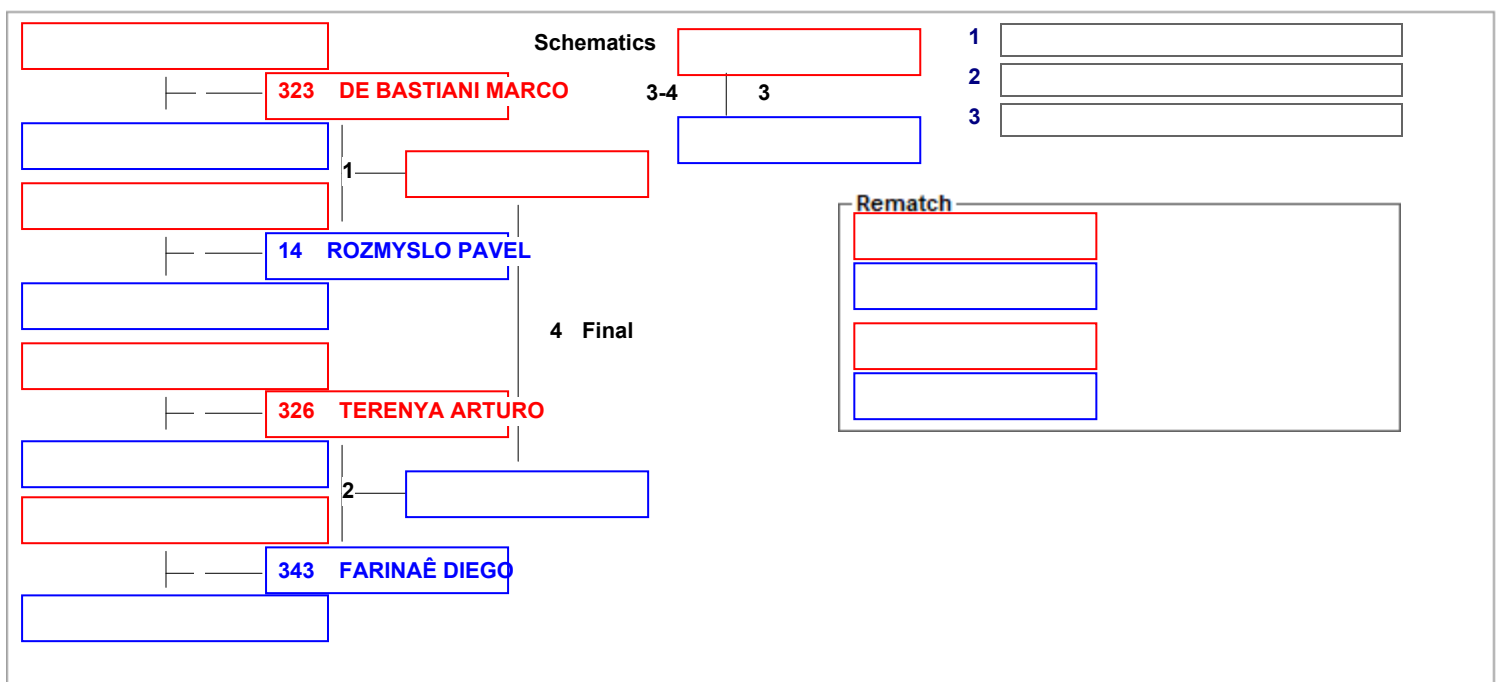 Schematics
1
323 DE BASTIANI MARCO
3-4 3
2
3
1
Rematch
14 ROZMYSLO PAVEL
4 Final
326 TERENYA ARTURO
2
343 FARINAÊ DIEGO